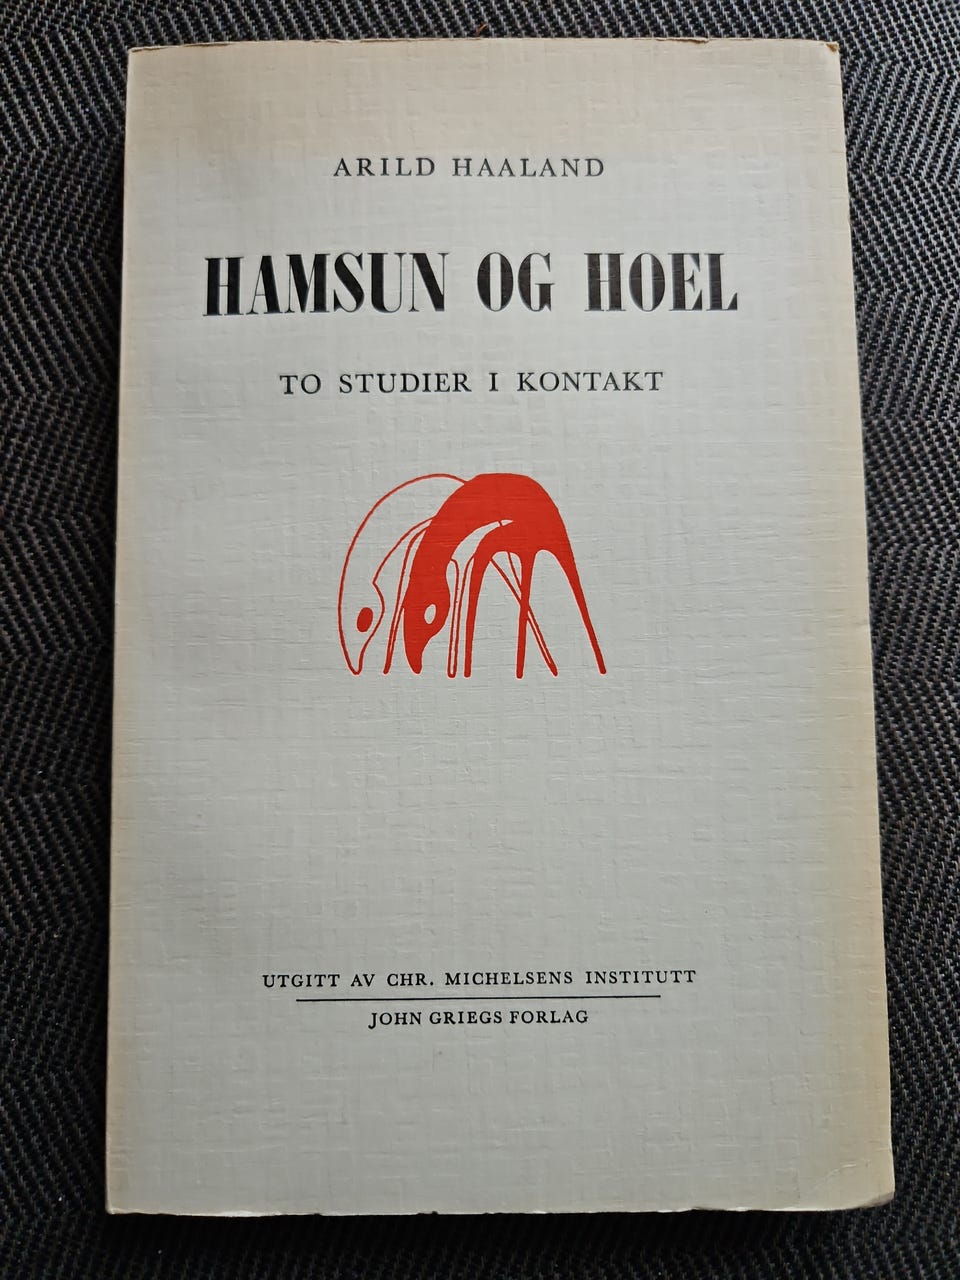 ARILD HAALAND
HAMSUN OG HOEL
TO STUDIER I KONTAKT
UTGITT AV CHR. MICHELSENS INSTITUTT
JOHN GRIEGS FORLAG